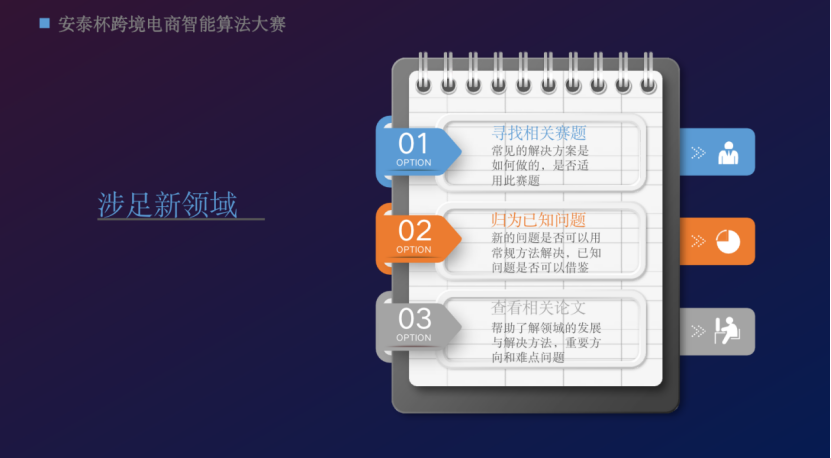 安泰杯跨境电商智能算法大赛
涉足新领域
01
OPTION
寻找相关赛题
常见的解决方案是
如何做的，是否适
用此赛题
02
OPTION
归为已知问题
新的问题是否可以用
常规方法解决，已知
问题是否可以借鉴
03
OPTION
查看相关论文
帮助了解领域的发展
与解决方法，重要方
向和难点问题